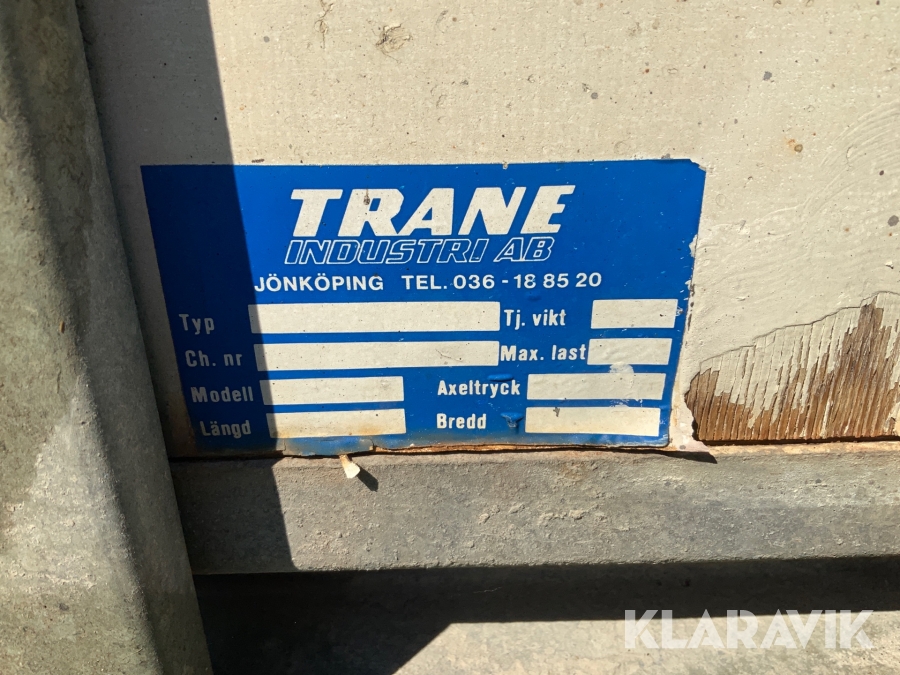 TRANE
INDUSTRI AB
JÖNKÖPING TEL. 036 - 18 85 20
Typ Tj. vikt
Ch. nr Max. last
Modell Axeltryck
Längd Bredd
KLARAVIK